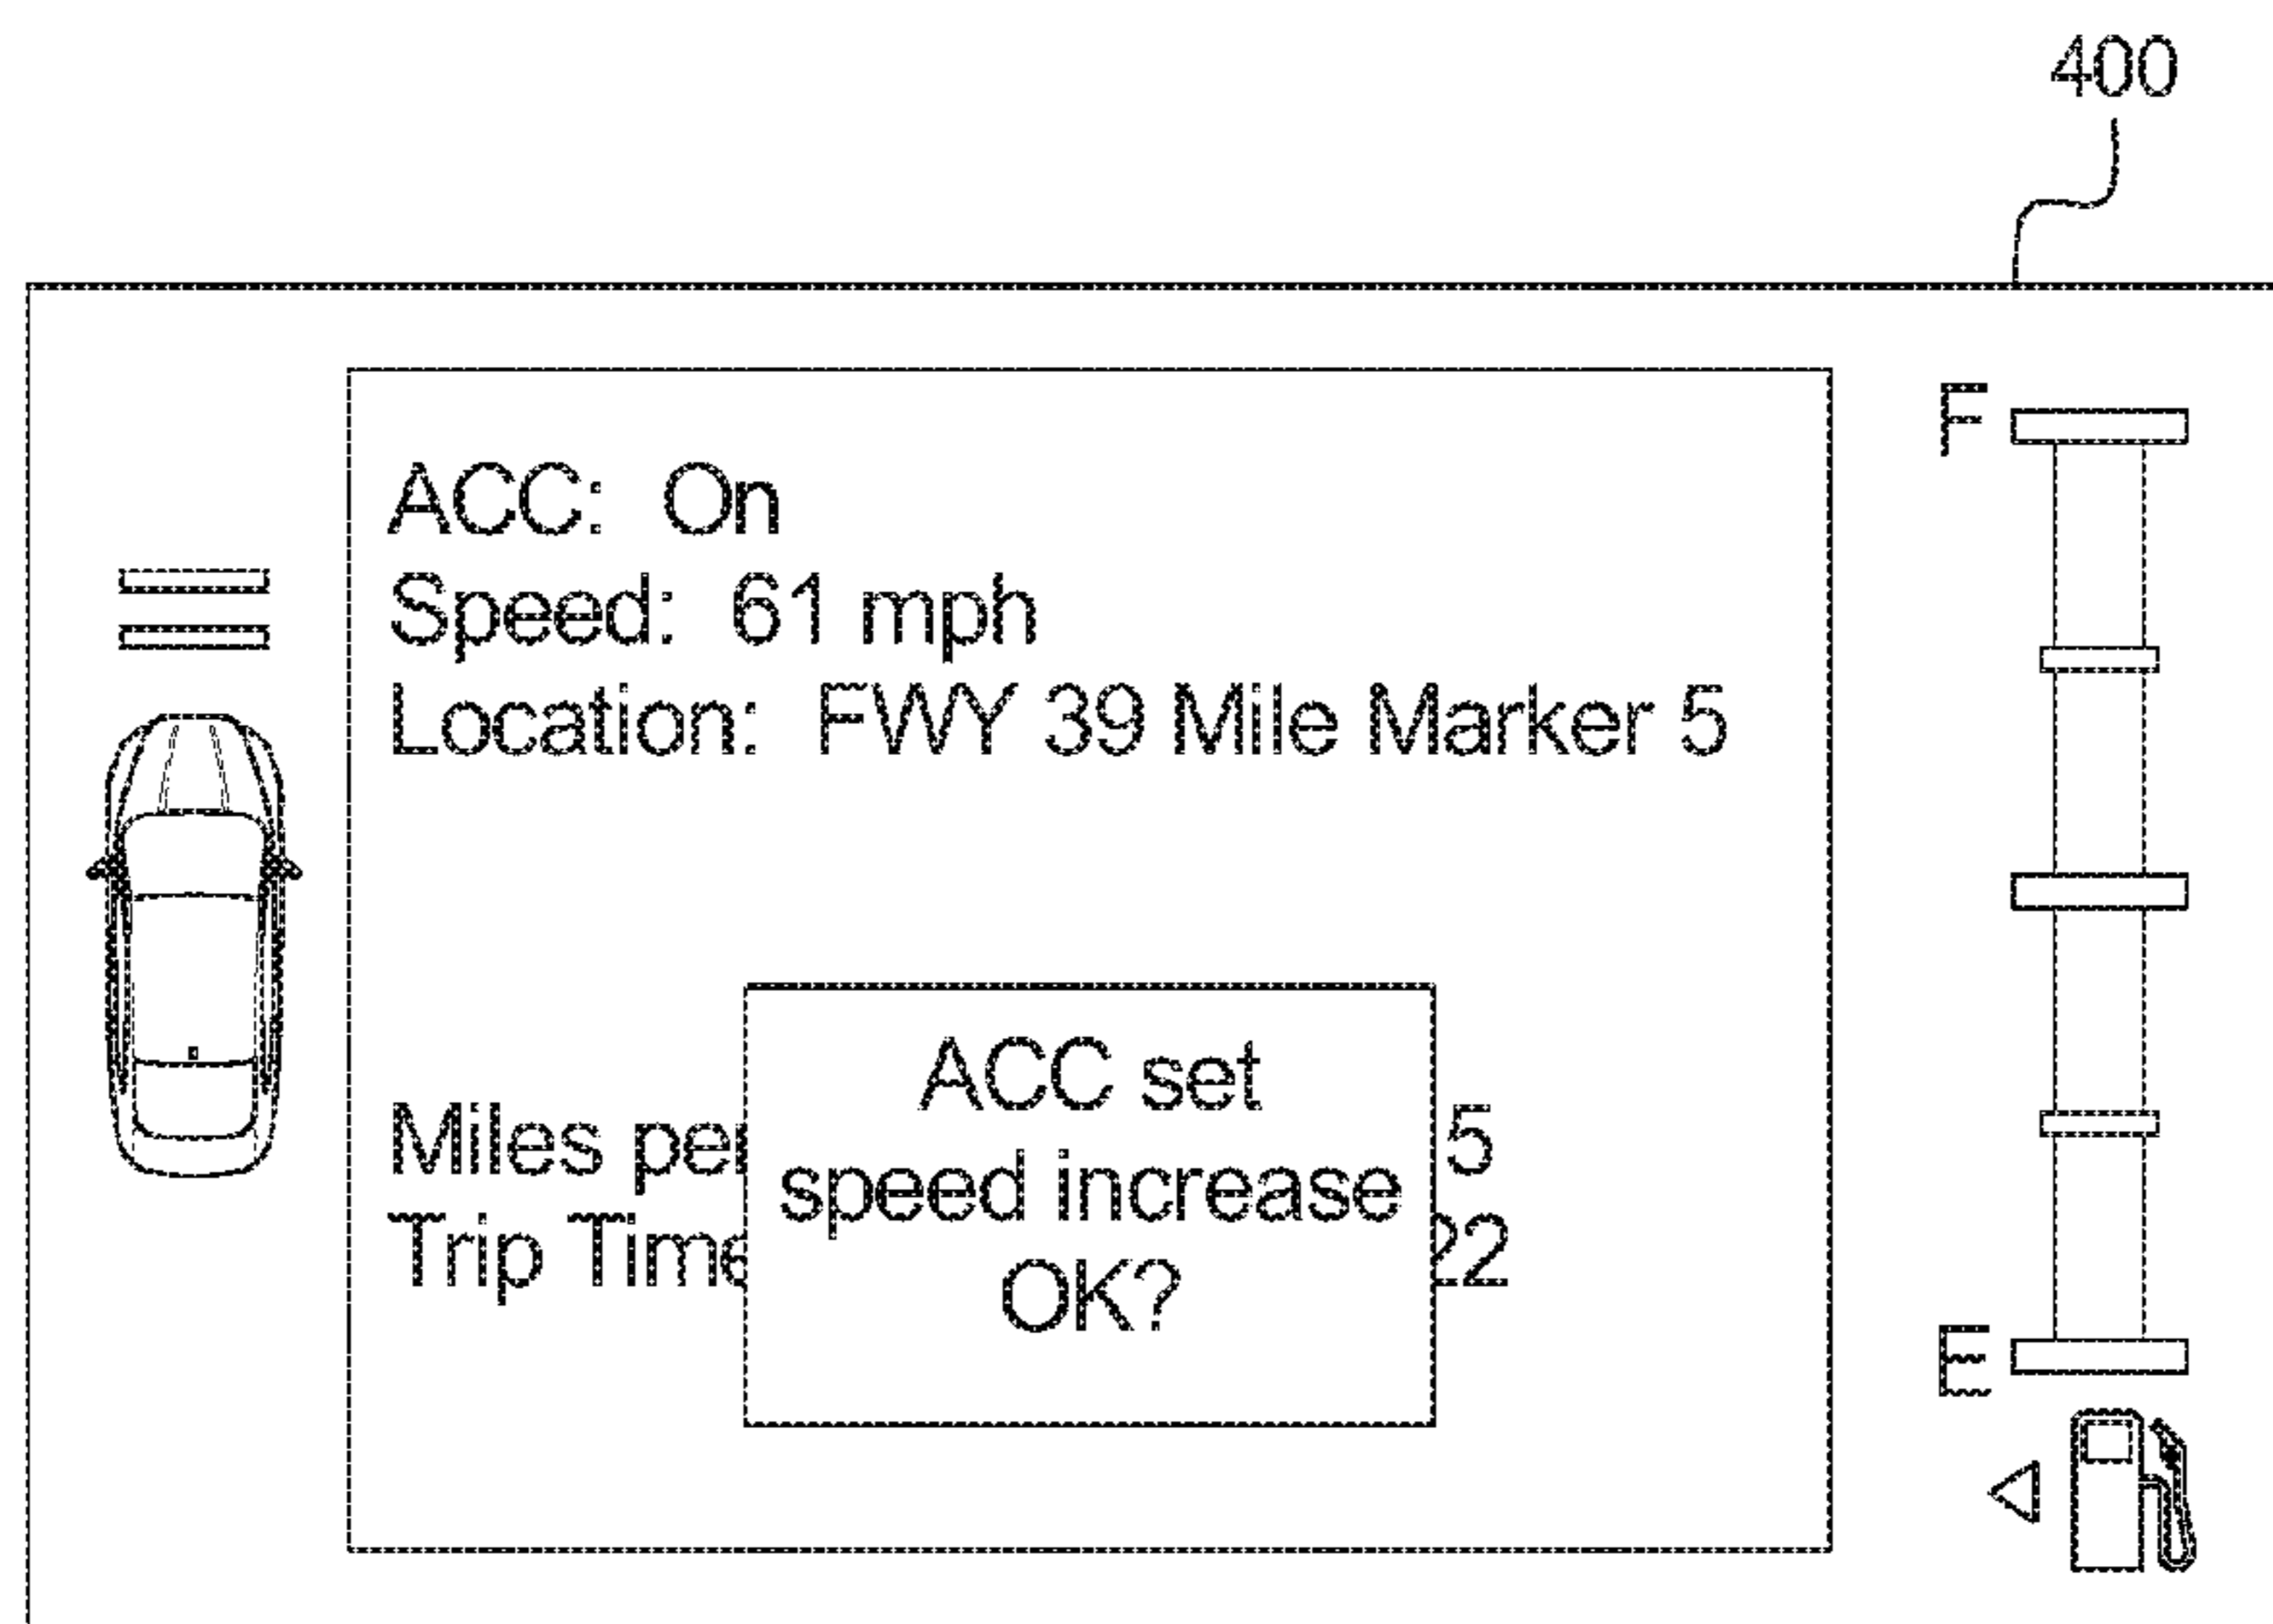 400
F
ACC: On
Speed: 61 mph
Location: FWY 39 Mile Marker 5
ACC set
speed increase
OK?
Miles pe 5
Trip Time 22
E